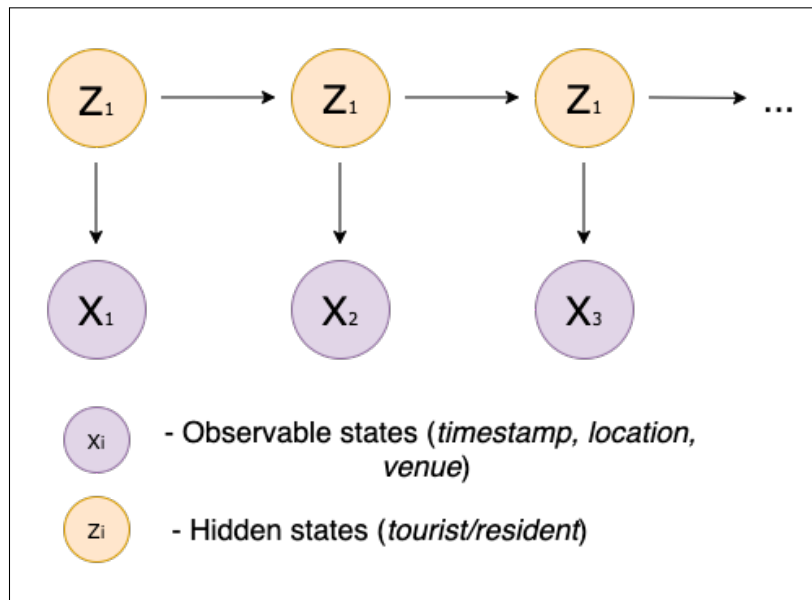 Z1 Z1 Z1 ...
X1 X2 X3
Xi - Observable states (timestamp, location,
venue)
Zi - Hidden states (tourist/resident)